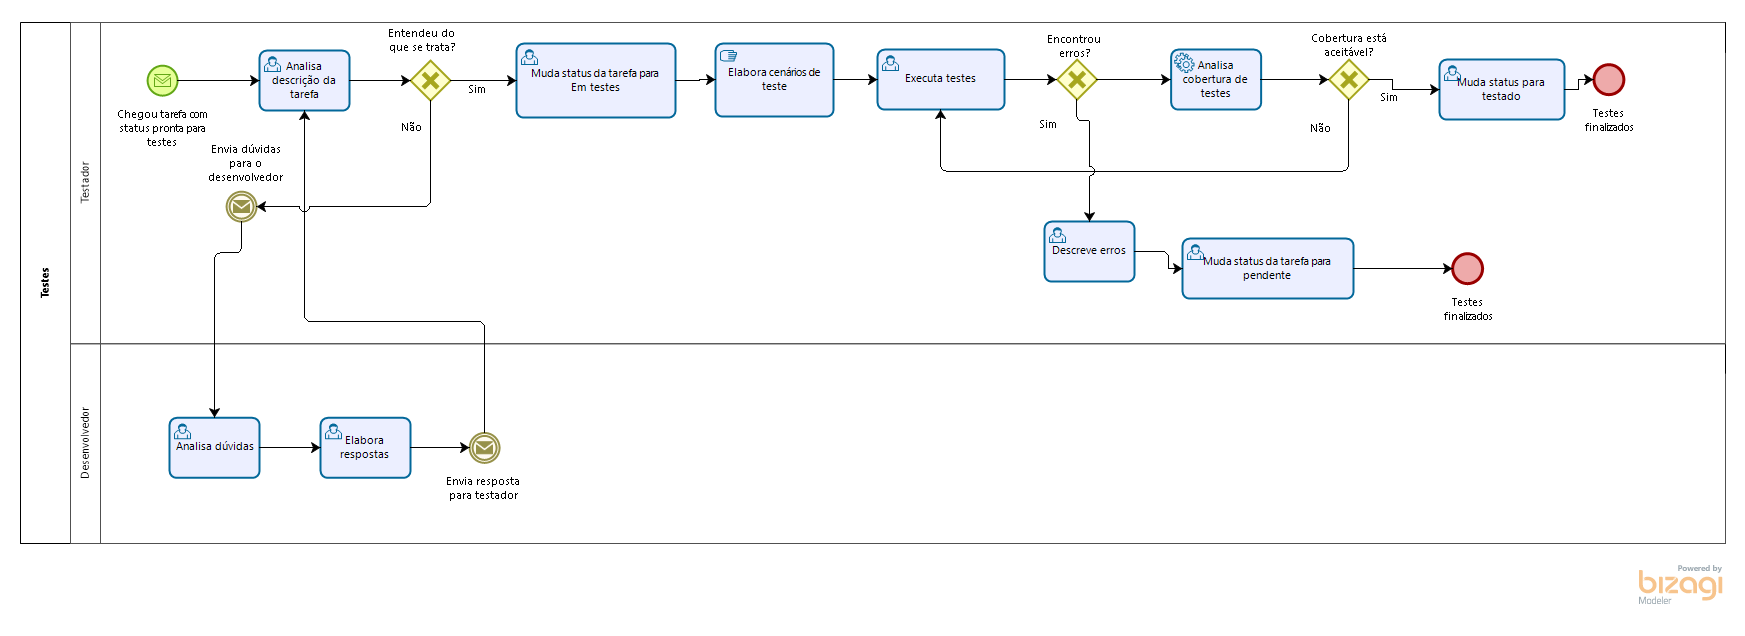 Testes
Testador
Chegou tarefa com
status pronta para
testes
Analisa
descrição da
tarefa
Entendeu do
que se trata?
Sim
Não
Envia dúvidas
para o
desenvolvedor
Muda status da tarefa para
Em testes
Elabora cenários de
teste
Executa testes
Encontrou
erros?
Sim
Analisa
cobertura de
testes
Cobertura está
aceitável?
Sim
Não
Muda status para
testado
Testes
finalizados
Descreve erros
Muda status da tarefa para
pendente
Testes
finalizados
Desenvolvedor
Analisa dúvidas
Elabora
respostas
Envia resposta
para testador
Powered by
bizagi
Modeler